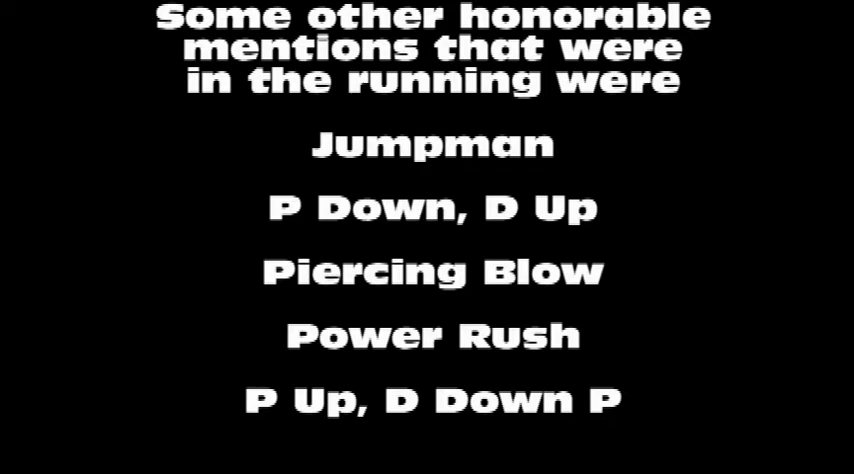 Some other honorable
mentions that were
in the running were
Jumpman
P Down, D Up
Piercing Blow
Power Rush
P Up, D Down P